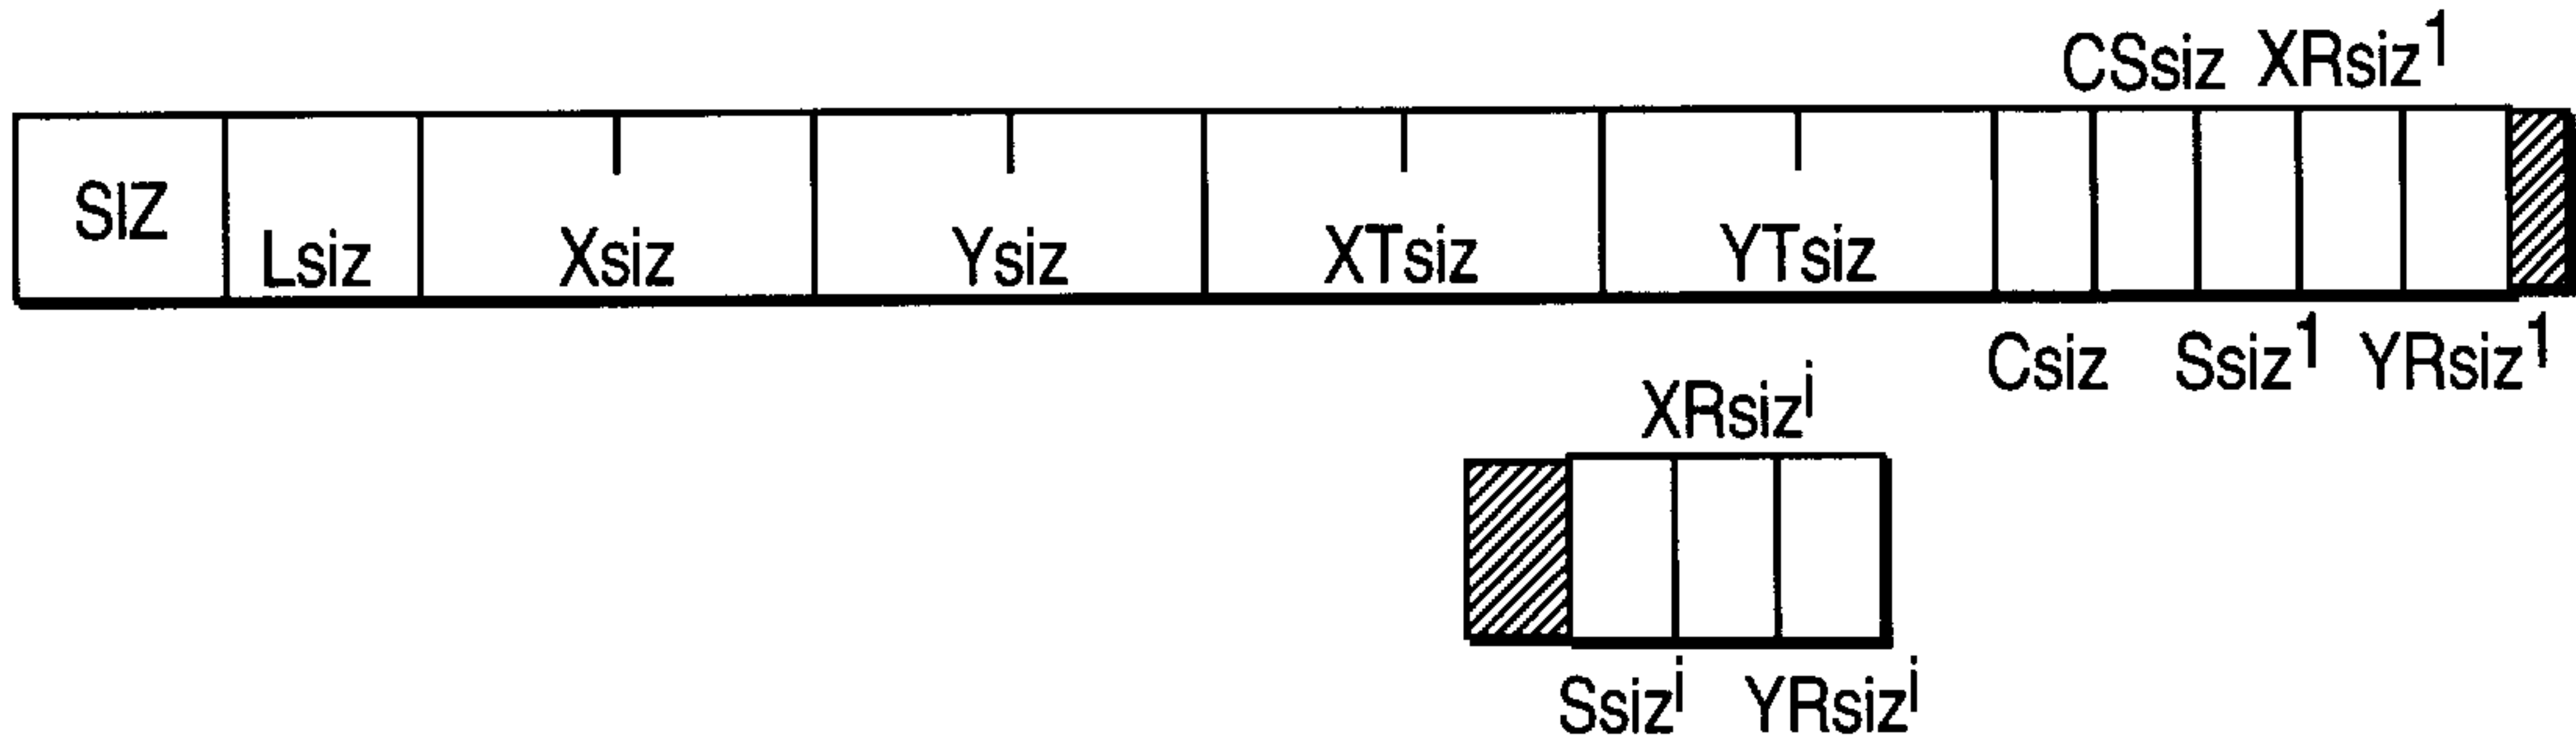 CSsiz XRsiz¹
SIZ Lsiz Xsiz Ysiz XTsiz YTsiz
Csiz Ssiz¹ YRsiz¹
XRsizⁱ
Ssizⁱ YRsizⁱ